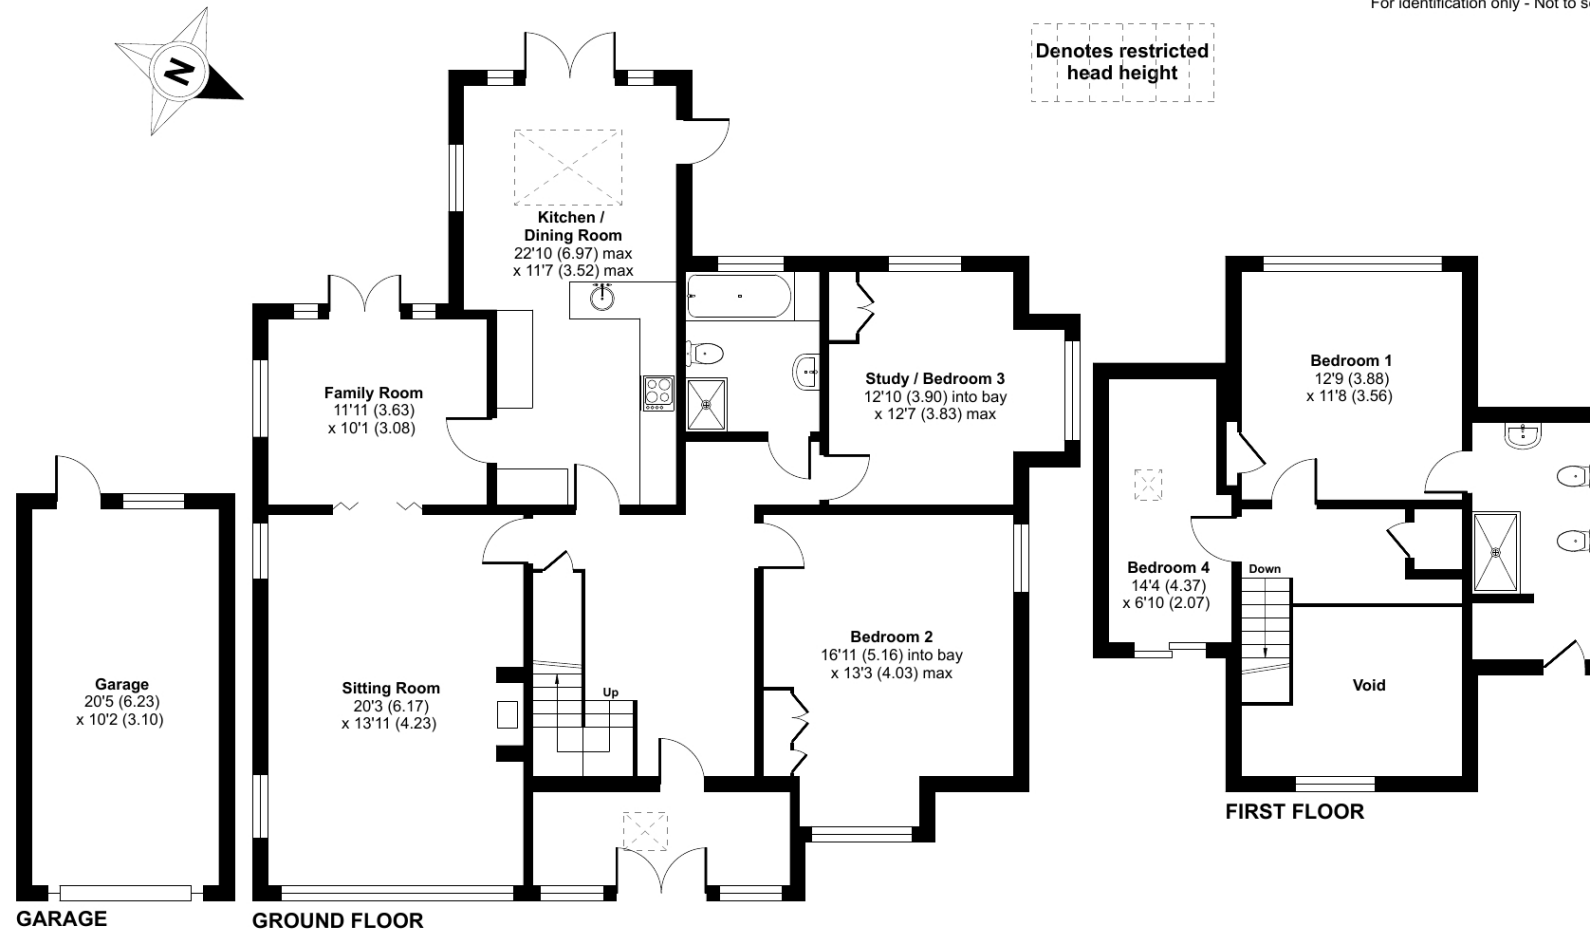 For identification only - Not to s
N
Denotes restricted
head height
Kitchen /
Dining Room
22'10 (6.97) max
x 11'7 (3.52) max
Family Room
11'11 (3.63)
x 10'1 (3.08)
Study / Bedroom 3
12'10 (3.90) into bay
x 12'7 (3.83) max
Bedroom 1
12'9 (3.88)
x 11'8 (3.56)
Bedroom 4
14'4 (4.37)
x 6'10 (2.07)
Down
Bedroom 2
16'11 (5.16) into bay
x 13'3 (4.03) max
Garage
20'5 (6.23)
x 10'2 (3.10)
Sitting Room
20'3 (6.17)
x 13'11 (4.23)
Up
Void
FIRST FLOOR
GARAGE
GROUND FLOOR